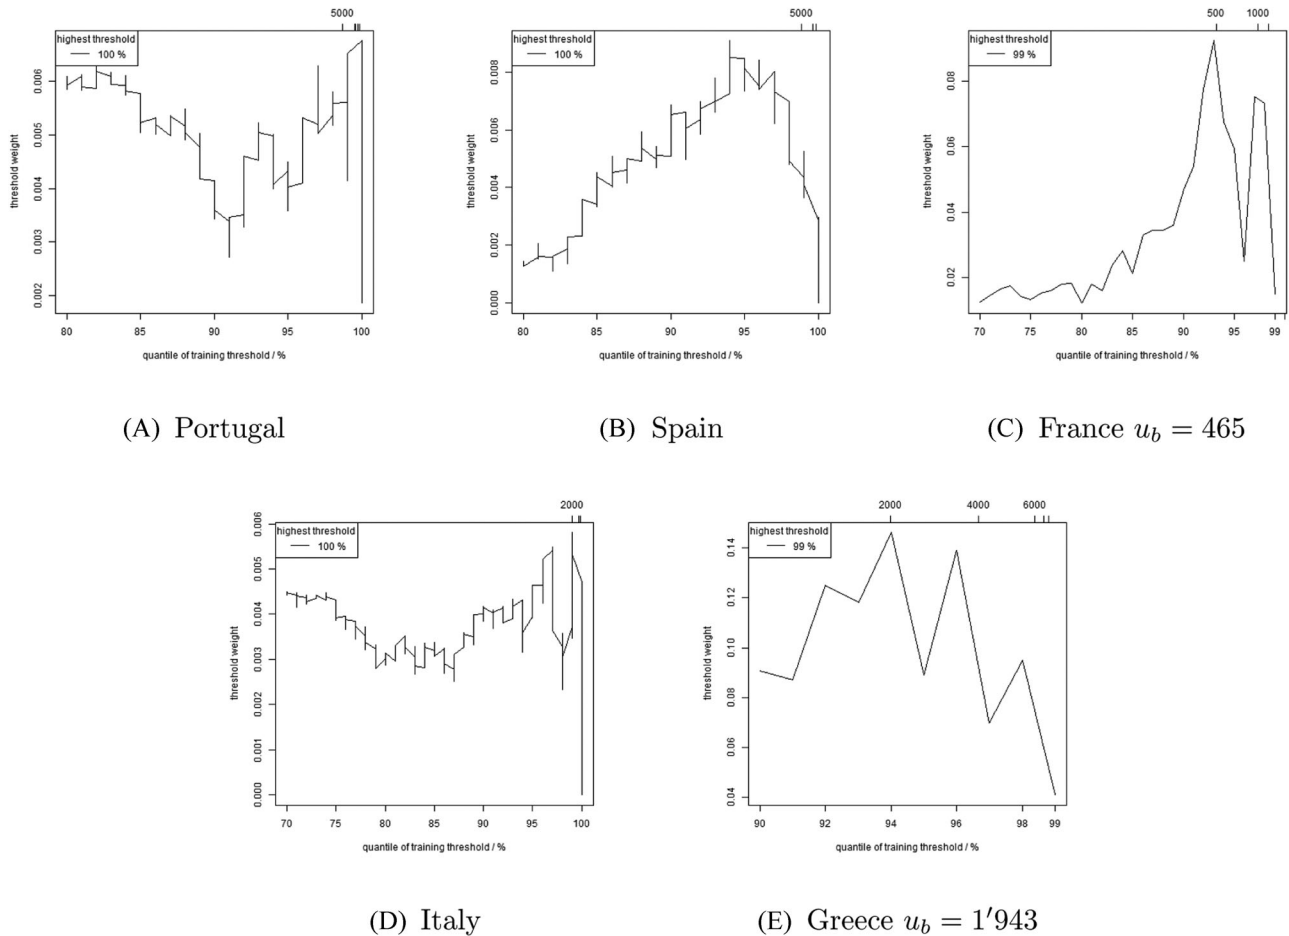 5000
highest threshold
100 %
threshold weight
0.006
0.005
0.004
0.003
0.002
80 85 90 95 100
quantile of training threshold / %
(A) Portugal
5000
highest threshold
100 %
threshold weight
0.008
0.006
0.004
0.002
0.000
80 85 90 95 100
quantile of training threshold / %
(B) Spain
500 1000
highest threshold
99 %
threshold weight
0.08
0.06
0.04
0.02
70 75 80 85 90 95 99
quantile of training threshold / %
(C) France u_b = 465
2000
highest threshold
100 %
threshold weight
0.006
0.005
0.004
0.003
0.002
0.001
0.000
70 75 80 85 90 95 100
quantile of training threshold / %
(D) Italy
2000 4000 6000
highest threshold
99 %
threshold weight
0.14
0.12
0.10
0.08
0.06
0.04
90 92 94 96 98 99
quantile of training threshold / %
(E) Greece u_b = 1′943